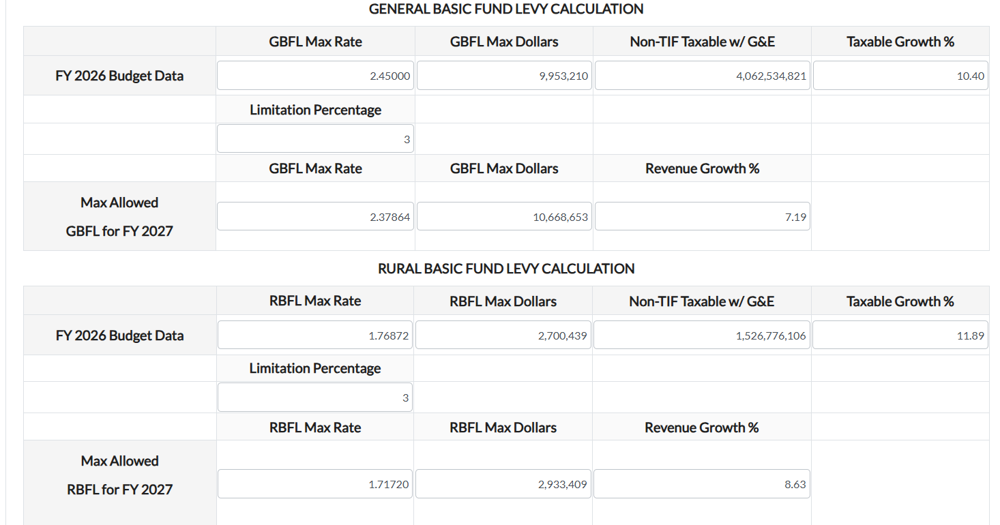 GENERAL BASIC FUND LEVY CALCULATION
GBFL Max Rate GBFL Max Dollars Non-TIF Taxable w/ G&E Taxable Growth %
FY 2026 Budget Data 2.45000 9,953,210 4,062,534,821 10.40
Limitation Percentage
3
GBFL Max Rate GBFL Max Dollars Revenue Growth %
Max Allowed
GBFL for FY 2027 2.37864 10,668,653 7.19
RURAL BASIC FUND LEVY CALCULATION
RBFL Max Rate RBFL Max Dollars Non-TIF Taxable w/ G&E Taxable Growth %
FY 2026 Budget Data 1.76872 2,700,439 1,526,776,106 11.89
Limitation Percentage
3
RBFL Max Rate RBFL Max Dollars Revenue Growth %
Max Allowed
RBFL for FY 2027 1.71720 2,933,409 8.63